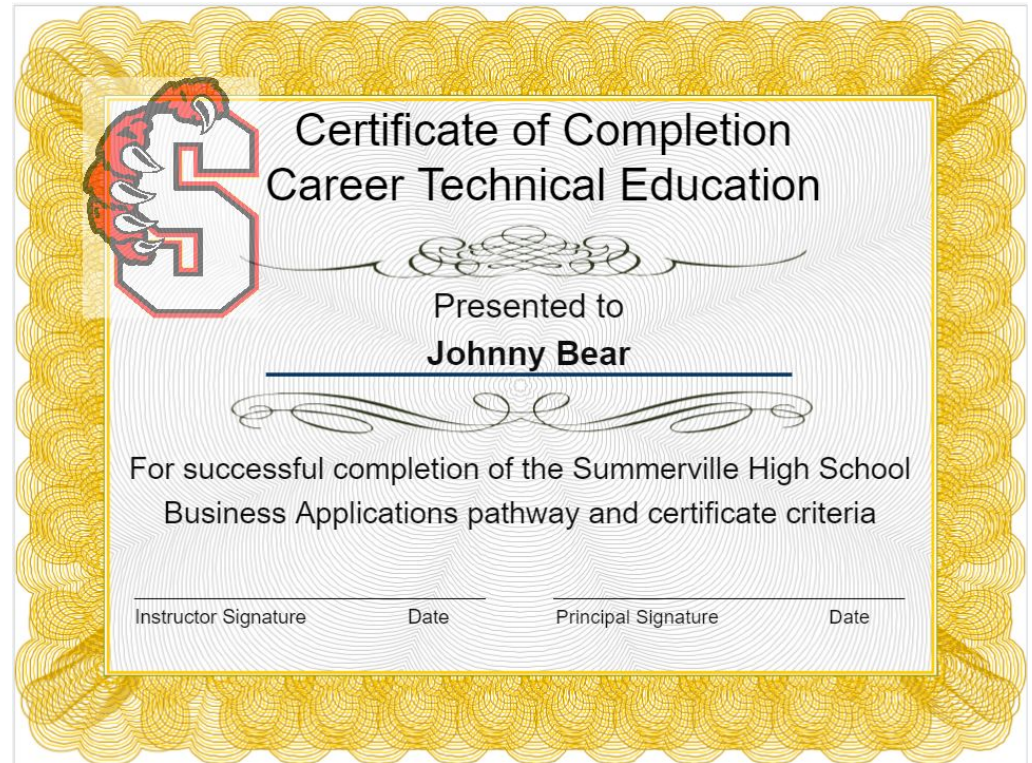 S
Certificate of Completion
Career Technical Education
Presented to
Johnny Bear
For successful completion of the Summerville High School
Business Applications pathway and certificate criteria
Instructor Signature Date Principal Signature Date